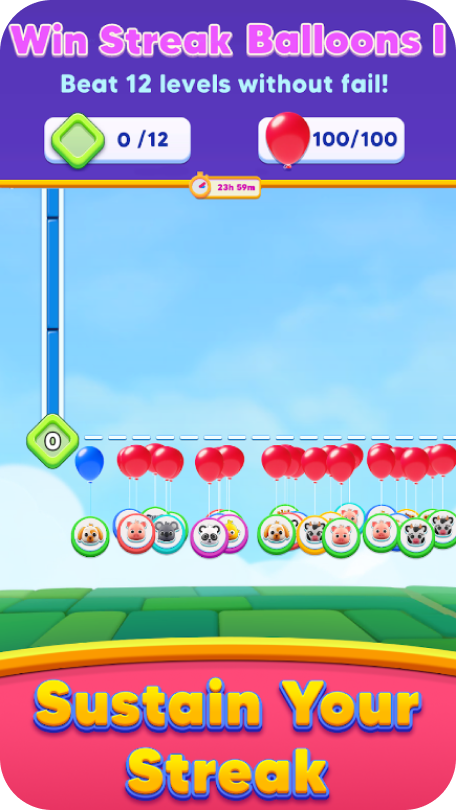 Win Streak Balloons !
Beat 12 levels without fail!
0 /12
100/100
23h 59m
0
Sustain Your
Streak